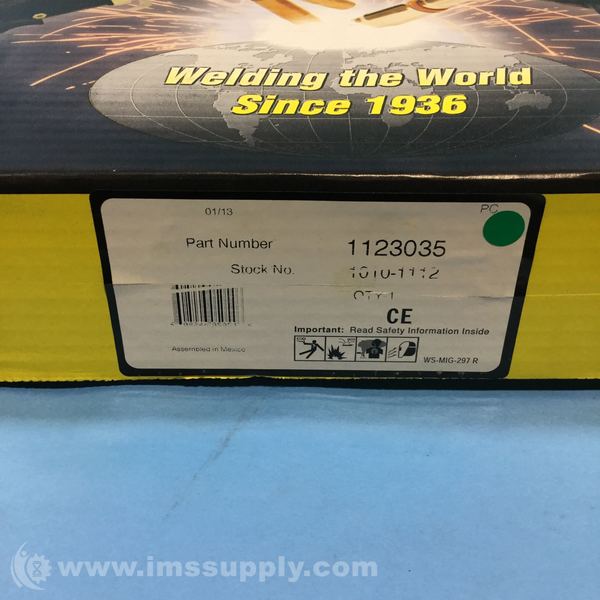 Welding the World
Since 1936
01/13
PC
Part Number 1123035
Stock No. 1010-1112
QTY 1
CE
Important: Read Safety Information Inside
Assembled in Mexico
WS-MIG-297 R
www.imssupply.com